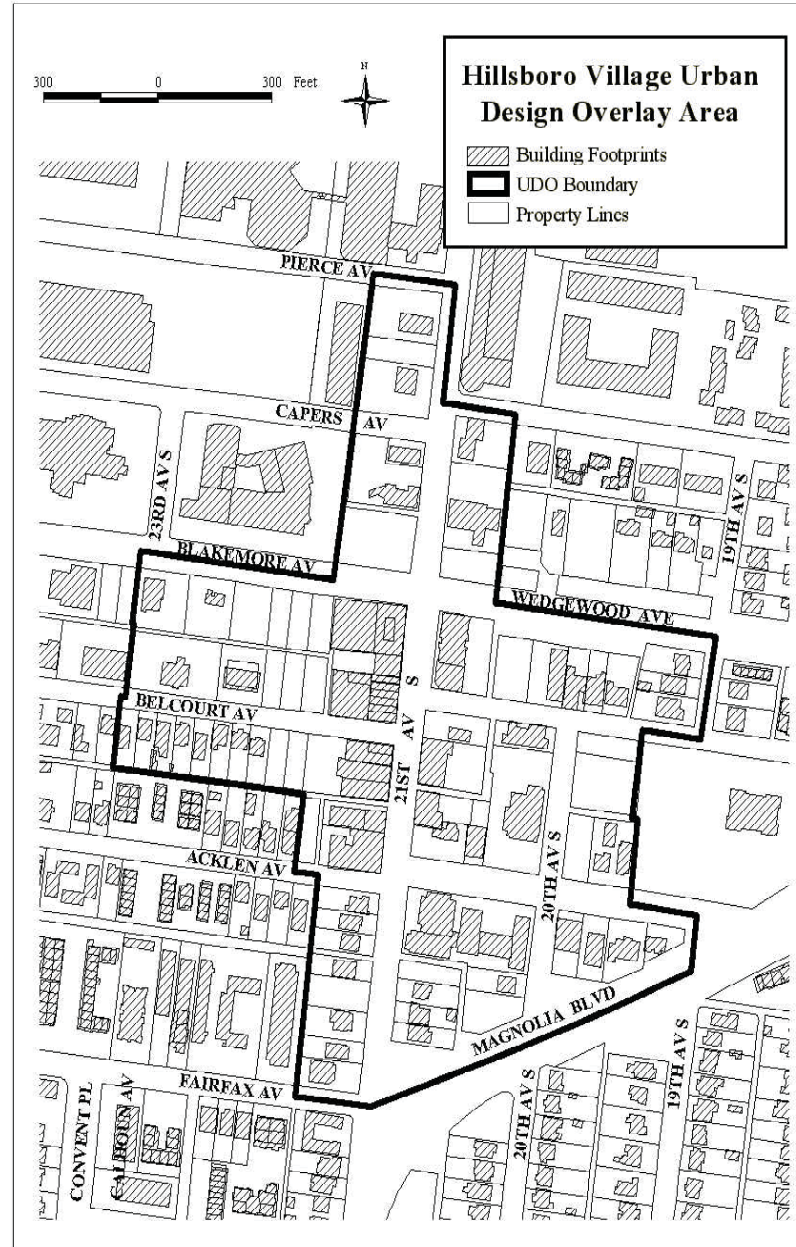 300 0 300 Feet
N
Hillsboro Village Urban
Design Overlay Area
Building Footprints
UDO Boundary
Property Lines
PIERCE AV
CAPERS AV
23RD AV S
19TH AV S
BLAKEMORE AV
WEDGEWOOD AVE
BELCOURT AV
21ST AV S
ACKLEN AV
20TH AV S
MAGNOLIA BLVD
FAIRFAX AV
CONVENT PL
CALHOUN AV
20TH AV S
19TH AV S